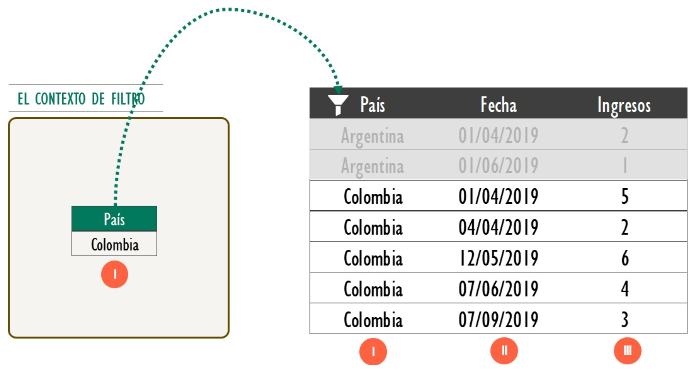 EL CONTEXTO DE FILTRO
País
Colombia
I
País Fecha Ingresos
Argentina 01/04/2019 2
Argentina 01/06/2019 1
Colombia 01/04/2019 5
Colombia 04/04/2019 2
Colombia 12/05/2019 6
Colombia 07/06/2019 4
Colombia 07/09/2019 3
I II III